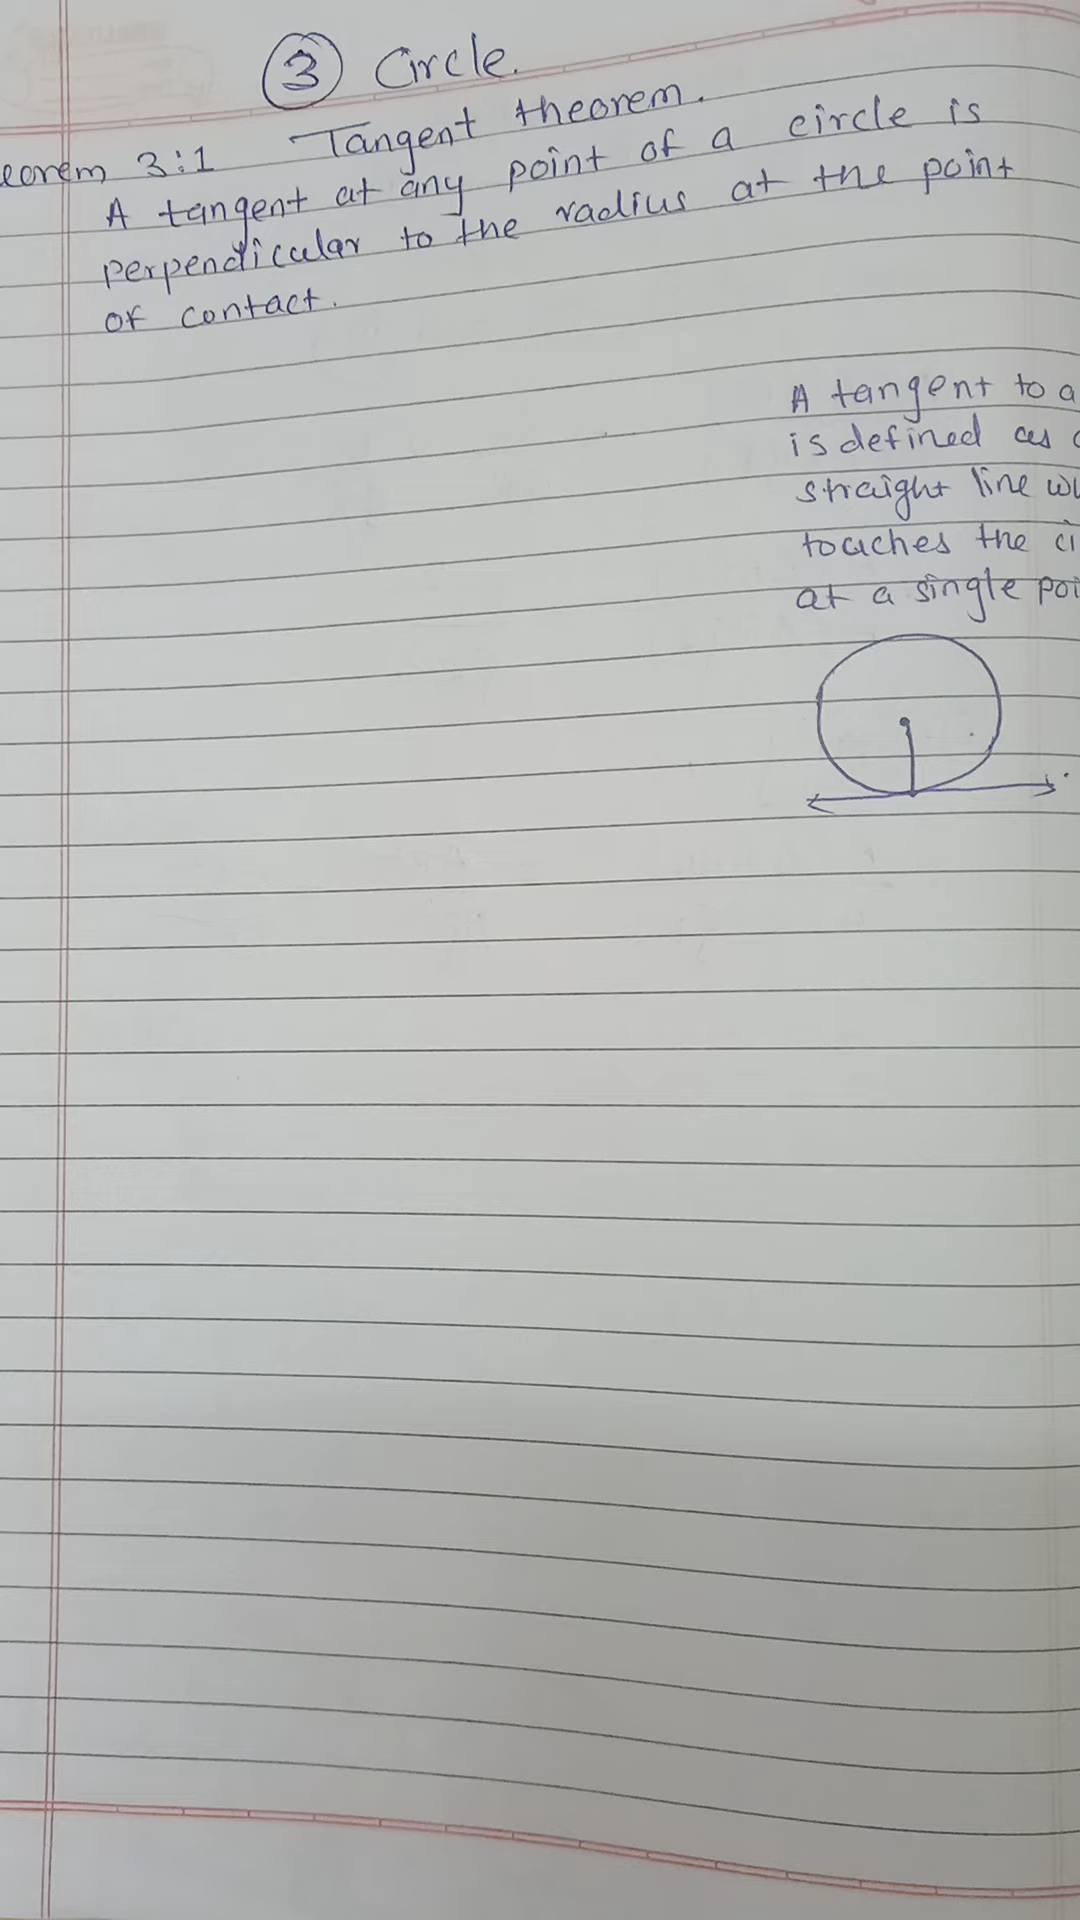 3 Circle.
Tangent theorem.
eorem 3:1
A tangent at any point of a circle is
perpendicular to the radius at the point
of contact.
A tangent to a
is defined as
straight line
touches the
at a single